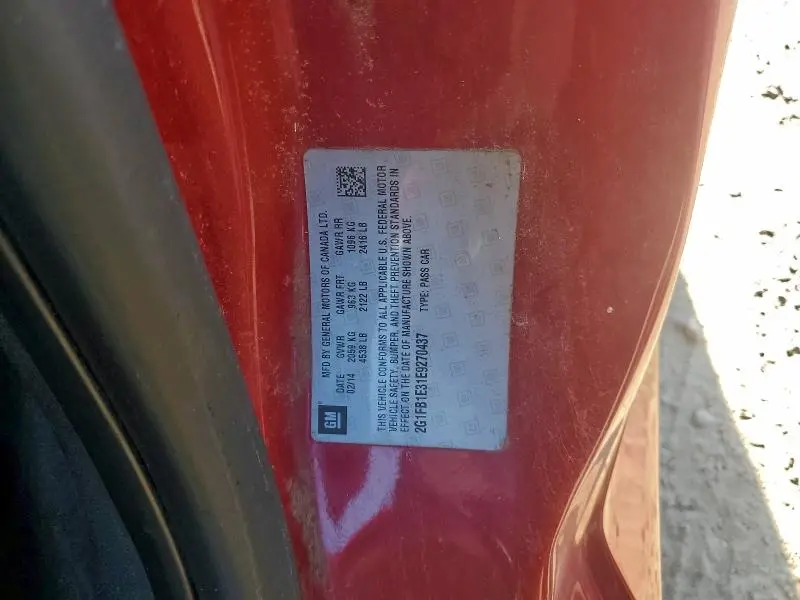 GM
MFD BY GENERAL MOTORS OF CANADA LTD.
DATE GVWR GAWR FRT GAWR RR
02/14 2059 KG 963 KG 1096 KG
4538 LB 2122 LB 2416 LB
THIS VEHICLE CONFORMS TO ALL APPLICABLE U.S. FEDERAL MOTOR
VEHICLE SAFETY, BUMPER, AND THEFT PREVENTION STANDARDS IN
EFFECT ON THE DATE OF MANUFACTURE SHOWN ABOVE.
2G1FB1E31E9270437 TYPE: PASS CAR